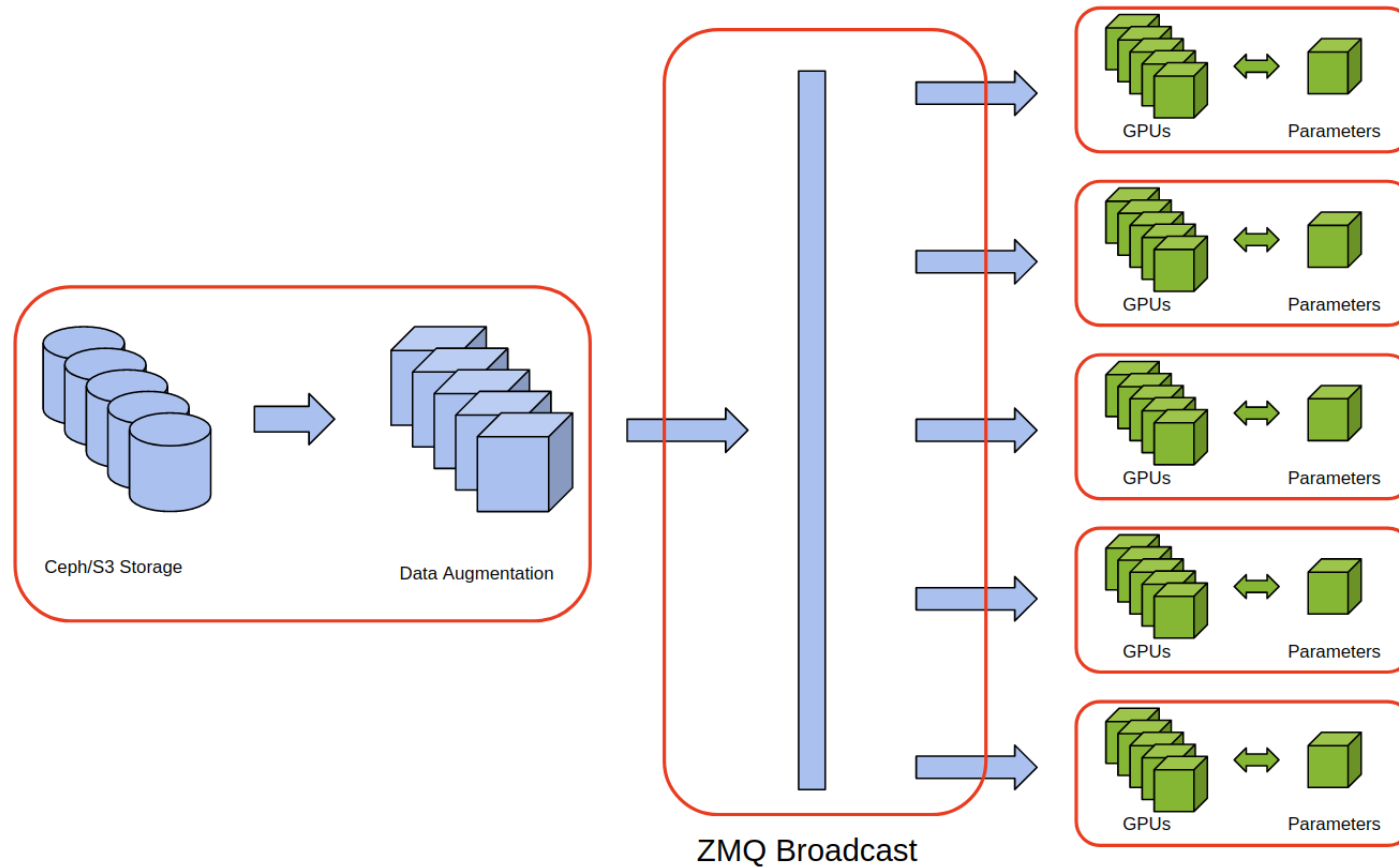 GPUs Parameters
GPUs Parameters
GPUs Parameters
GPUs Parameters
GPUs Parameters
Ceph/S3 Storage
Data Augmentation
ZMQ Broadcast